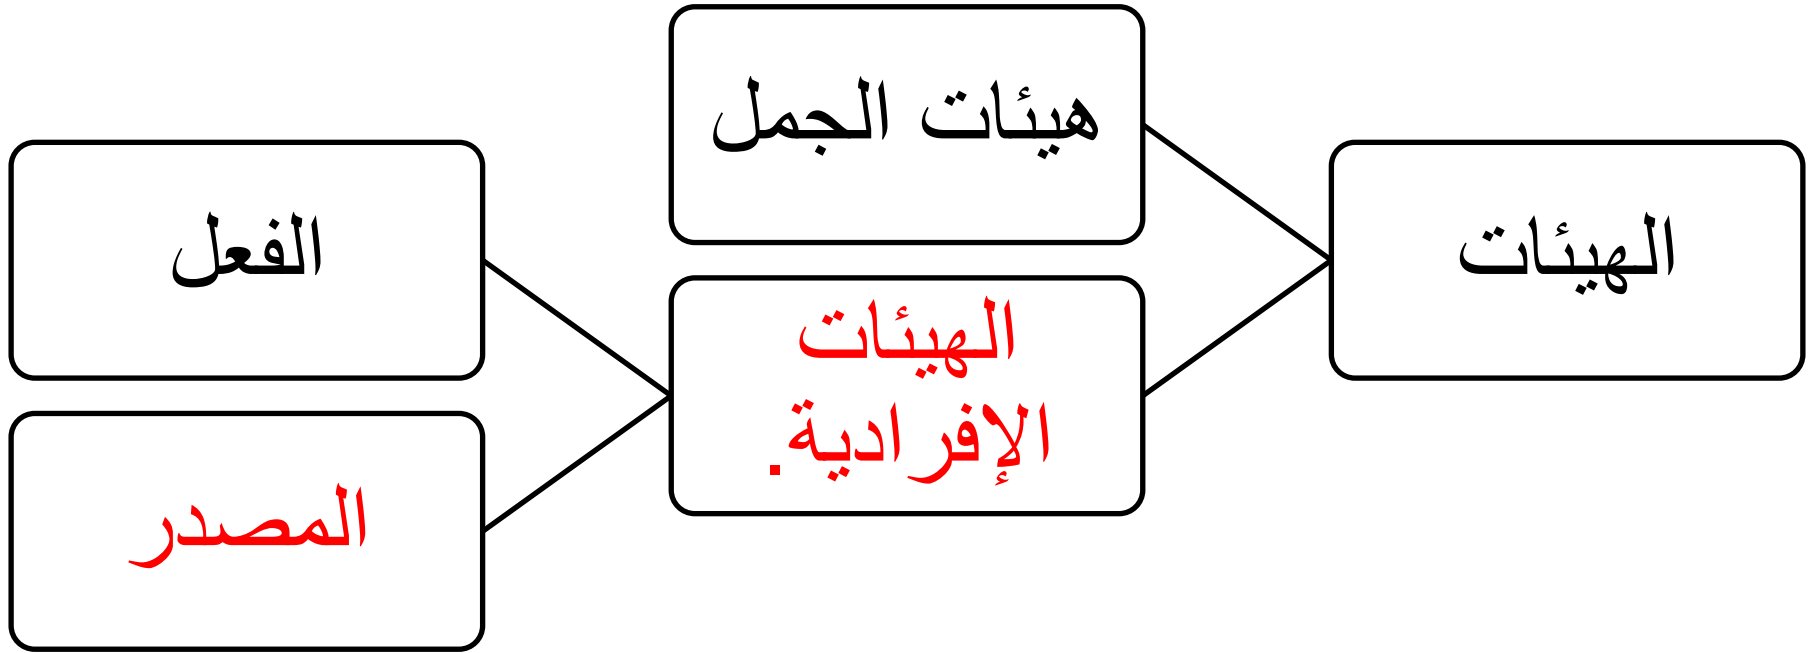 الهيئات
هيئات الجمل
الهيئات
الإفرادية.
الفعل
المصدر